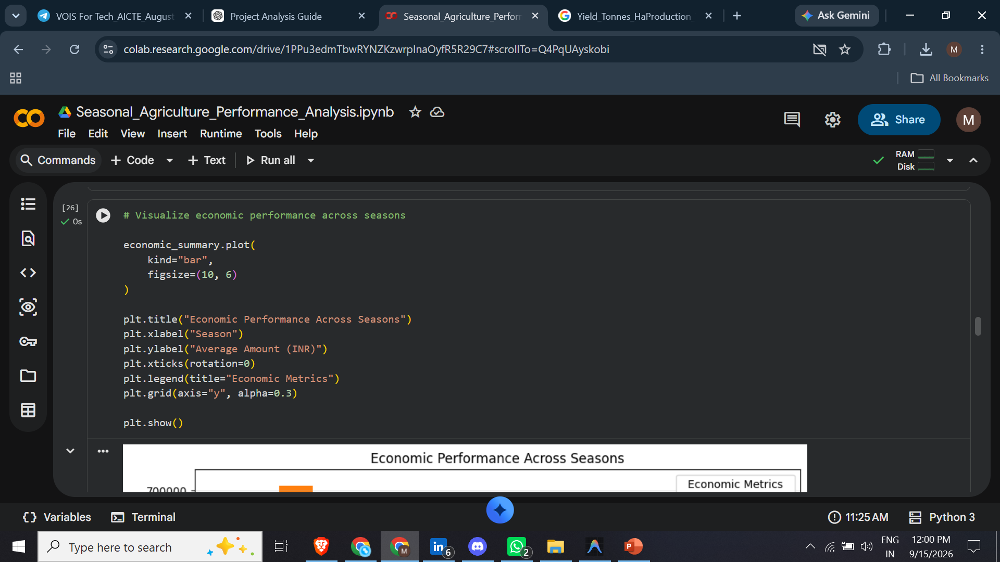 VOIS For Tech_AICTE_August
Project Analysis Guide
Seasonal_Agriculture_Perfor
Yield_Tonnes_HaProduction_
Ask Gemini
colab.research.google.com/drive/1PPu3edmTbwRYNZKzwrpInaOyfR5R29C7#scrollTo=Q4PqUAyskobi
M
All Bookmarks
CO
Seasonal_Agriculture_Performance_Analysis.ipynb
File Edit View Insert Runtime Tools Help
Share
M
Commands + Code + Text Run all
RAM
Disk
[26]
0s
# Visualize economic performance across seasons
economic_summary.plot(
    kind="bar",
    figsize=(10, 6)
)
plt.title("Economic Performance Across Seasons")
plt.xlabel("Season")
plt.ylabel("Average Amount (INR)")
plt.xticks(rotation=0)
plt.legend(title="Economic Metrics")
plt.grid(axis="y", alpha=0.3)
plt.show()
Economic Performance Across Seasons
700000
Economic Metrics
Variables Terminal
11:25 AM Python 3
Type here to search
M
in 6
2
P
ENG
IN
12:00 PM
9/15/2026